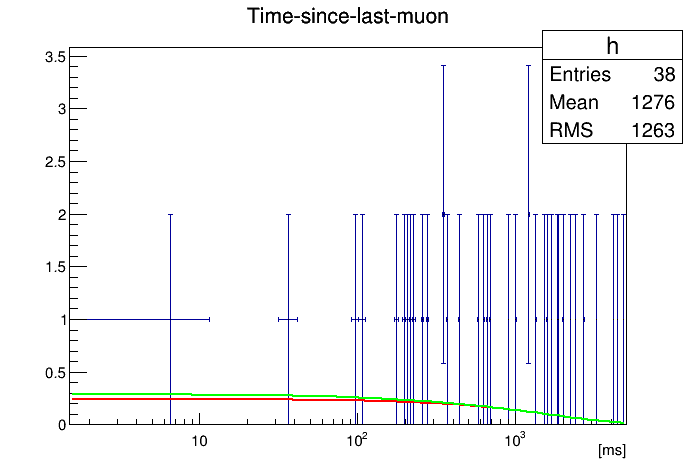 Time-since-last-muon
h
Entries 38
Mean 1276
RMS 1263
3.5
3
2.5
2
1.5
1
0.5
0
10
10²
10³
[ms]